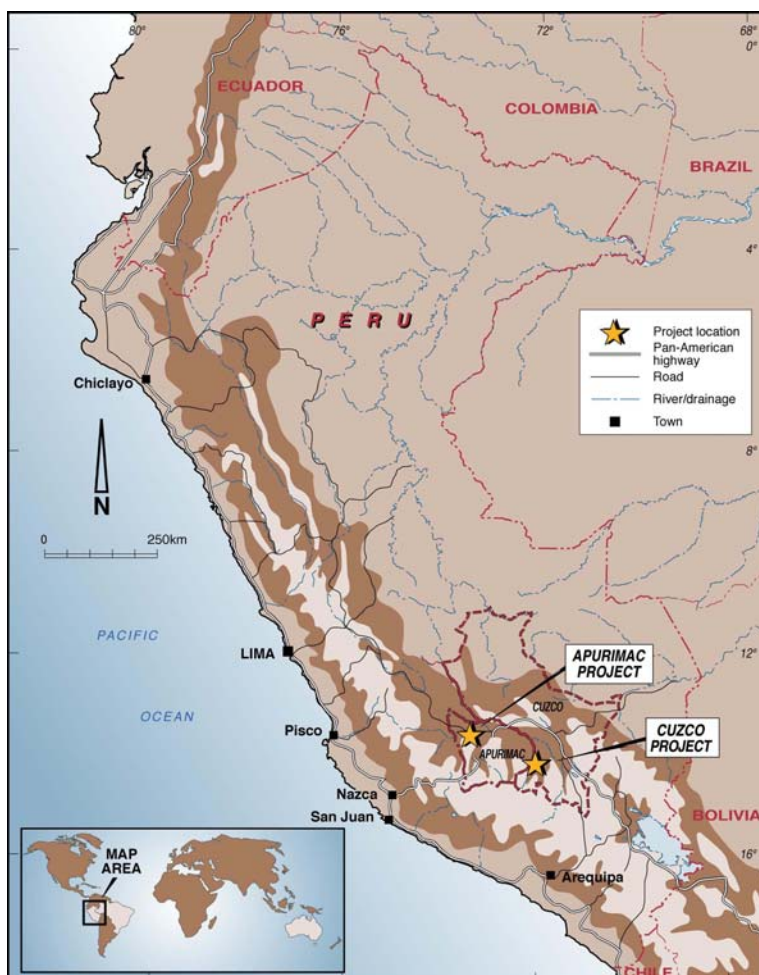 80°
76°
72°
68°
0°
ECUADOR
COLOMBIA
BRAZIL
4°
PERU
Project location
Pan-American
highway
Road
River/drainage
Town
Chiclayo
N
8°
0
250km
PACIFIC
OCEAN
LIMA
12°
APURIMAC
PROJECT
CUZCO
Pisco
APURIMAC
CUZCO
PROJECT
Nazca
San Juan
BOLIVIA
MAP
AREA
16°
Arequipa
CHILE